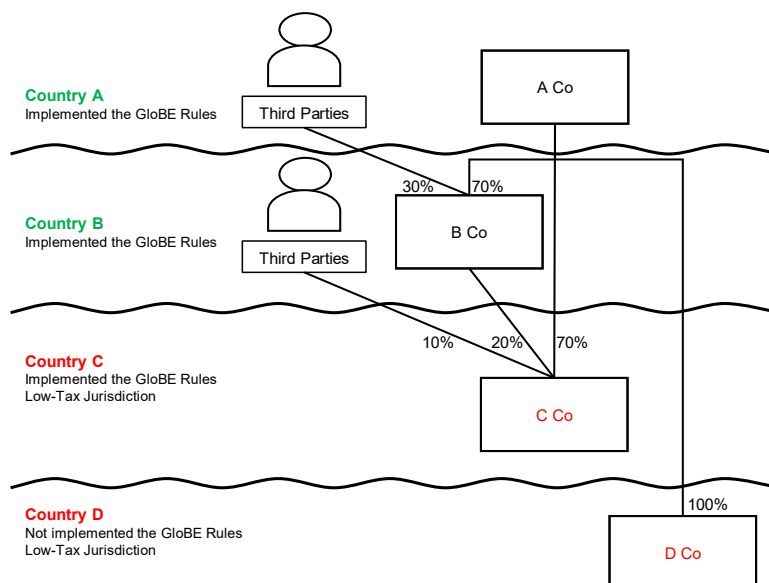 Country A
Implemented the GloBE Rules
Third Parties
A Co
30%
70%
Country B
Implemented the GloBE Rules
Third Parties
B Co
10%
20%
70%
Country C
Implemented the GloBE Rules
Low-Tax Jurisdiction
C Co
100%
Country D
Not implemented the GloBE Rules
Low-Tax Jurisdiction
D Co